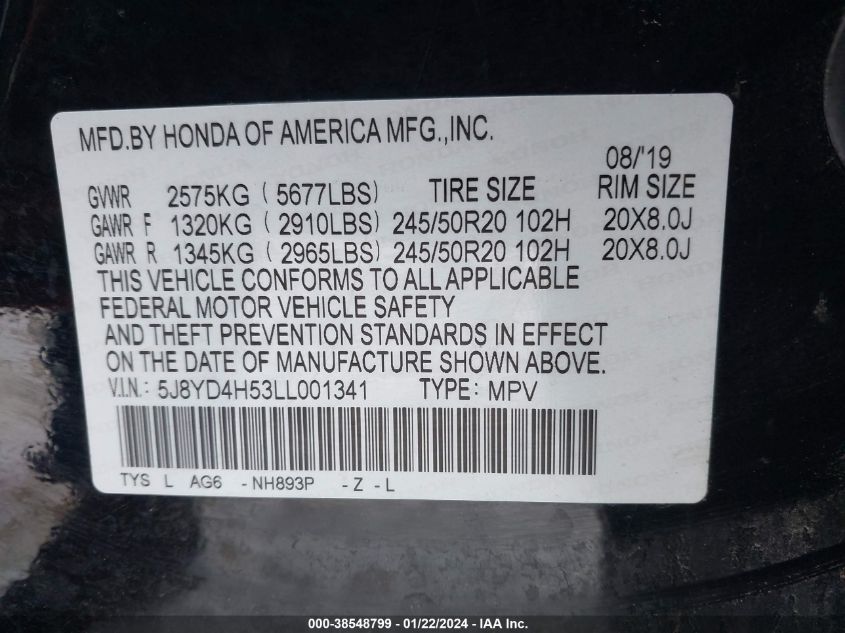 MFD.BY HONDA OF AMERICA MFG.,INC.
08/'19
GVWR 2575KG ( 5677LBS) TIRE SIZE RIM SIZE
GAWR F 1320KG ( 2910LBS) 245/50R20 102H 20X8.0J
GAWR R 1345KG ( 2965LBS) 245/50R20 102H 20X8.0J
THIS VEHICLE CONFORMS TO ALL APPLICABLE
FEDERAL MOTOR VEHICLE SAFETY
AND THEFT PREVENTION STANDARDS IN EFFECT
ON THE DATE OF MANUFACTURE SHOWN ABOVE.
V.I.N.: 5J8YD4H53LL001341 TYPE: MPV
TYS L AG6 -NH893P -Z -L
000-38548799 - 01/22/2024 - IAA Inc.